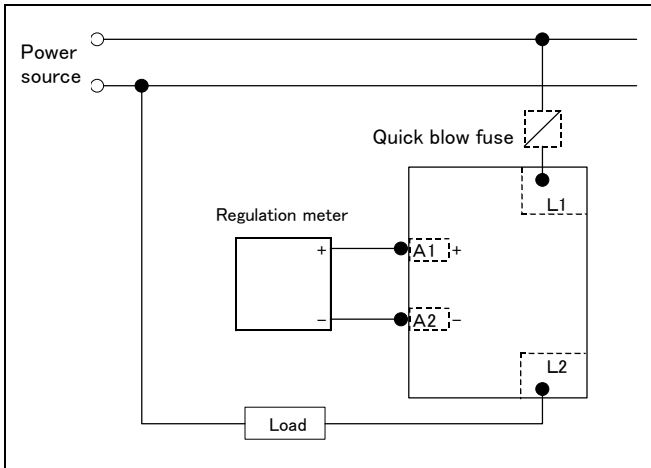 Power
source
Quick blow fuse
L1
Regulation meter
+
A1 +
−
A2 −
L2
Load